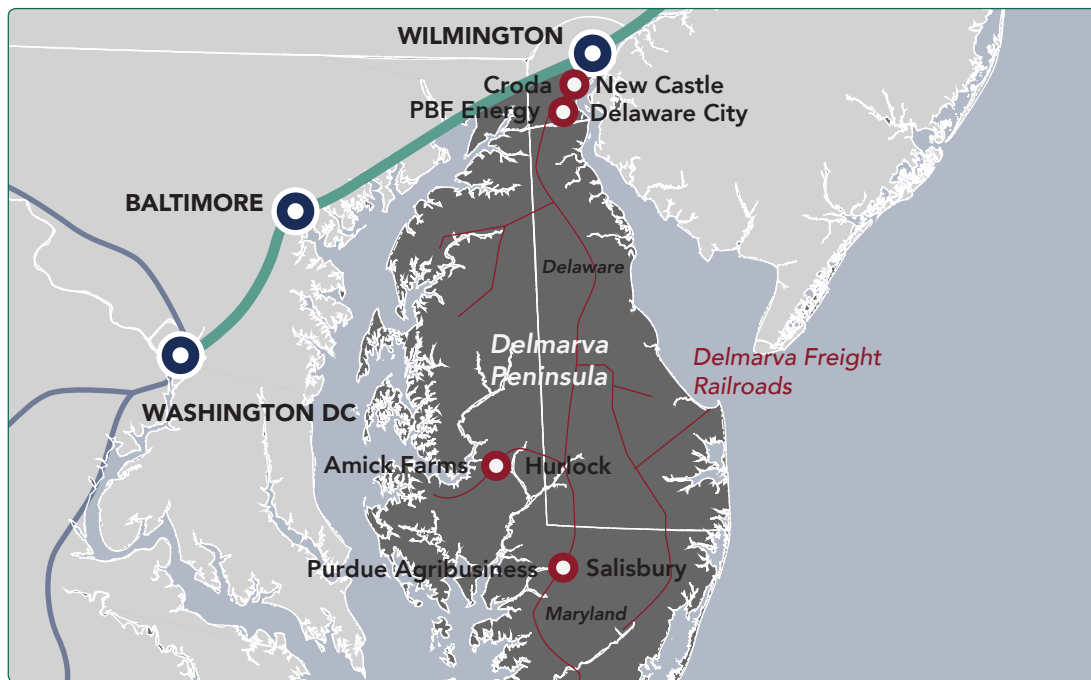 WILMINGTON
Croda
New Castle
PBF Energy
Delaware City
BALTIMORE
Delaware
Delmarva
Peninsula
Delmarva Freight
Railroads
WASHINGTON DC
Amick Farms
Hurlock
Purdue Agribusiness
Salisbury
Maryland